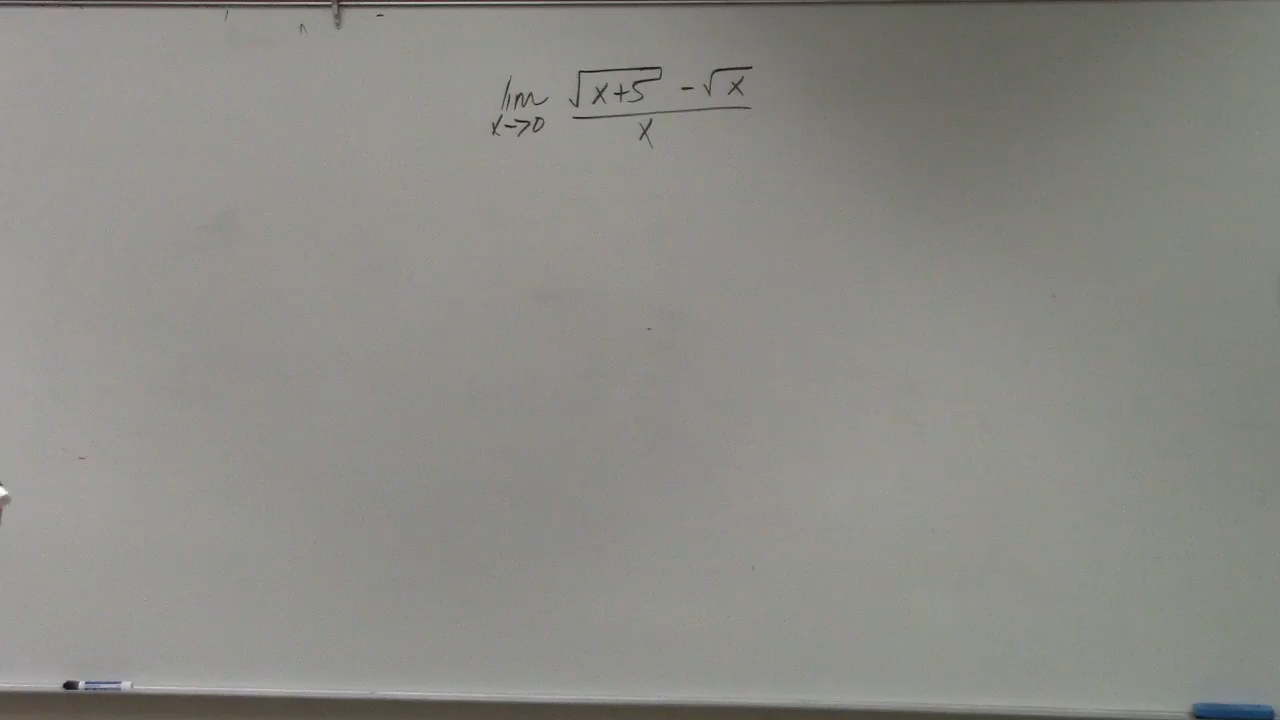 lim √(x+5) - √x
x→0 x